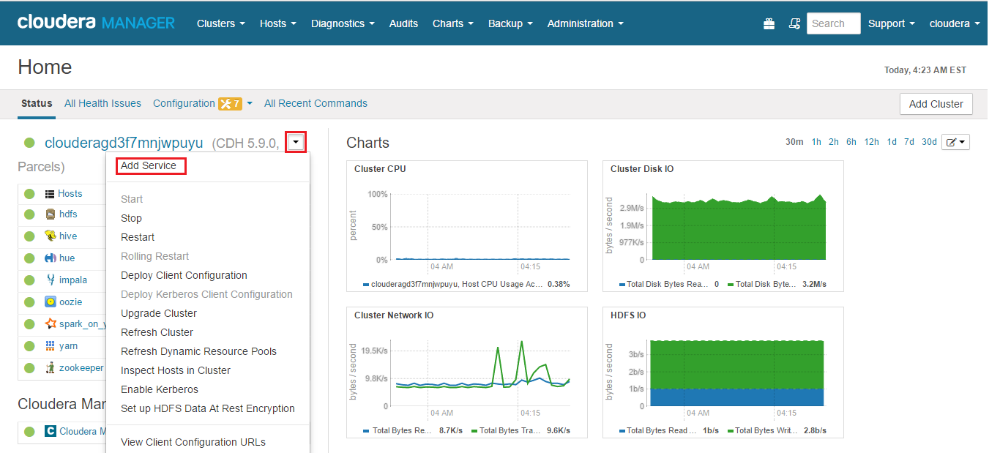 cloudera MANAGER Clusters Hosts Diagnostics Audits Charts Backup Administration Search Support cloudera
Home
Today, 4:23 AM EST
Status All Health Issues Configuration 7 All Recent Commands Add Cluster
clouderagd3f7mnjwpuyu (CDH 5.9.0,
Parcels)
Hosts
hdfs
hive
hue
impala
oozie
spark_on_y
yarn
zookeeper
Cloudera Mar
Cloudera M
Add Service
Start
Stop
Restart
Rolling Restart
Deploy Client Configuration
Deploy Kerberos Client Configuration
Upgrade Cluster
Refresh Cluster
Refresh Dynamic Resource Pools
Inspect Hosts in Cluster
Enable Kerberos
Set up HDFS Data At Rest Encryption
View Client Configuration URLs
Charts 30m 1h 2h 6h 12h 1d 7d 30d
Cluster CPU
percent
100%
50%
0%
04 AM 04:15
clouderagd3f7mnjwpuyu, Host CPU Usage Ac... 0.38%
Cluster Disk IO
bytes / second
2.9M/s
1.9M/s
977K/s
0
04 AM 04:15
Total Disk Bytes Rea... 0 Total Disk Byte... 3.2M/s
Cluster Network IO
bytes / second
19.5K/s
9.8K/s
0
04 AM 04:15
Total Bytes Re... 8.7K/s Total Bytes Tra... 9.6K/s
HDFS IO
bytes / second
3b/s
2b/s
1b/s
0
04 AM 04:15
Total Bytes Read ... 1b/s Total Bytes Writ... 2.8b/s